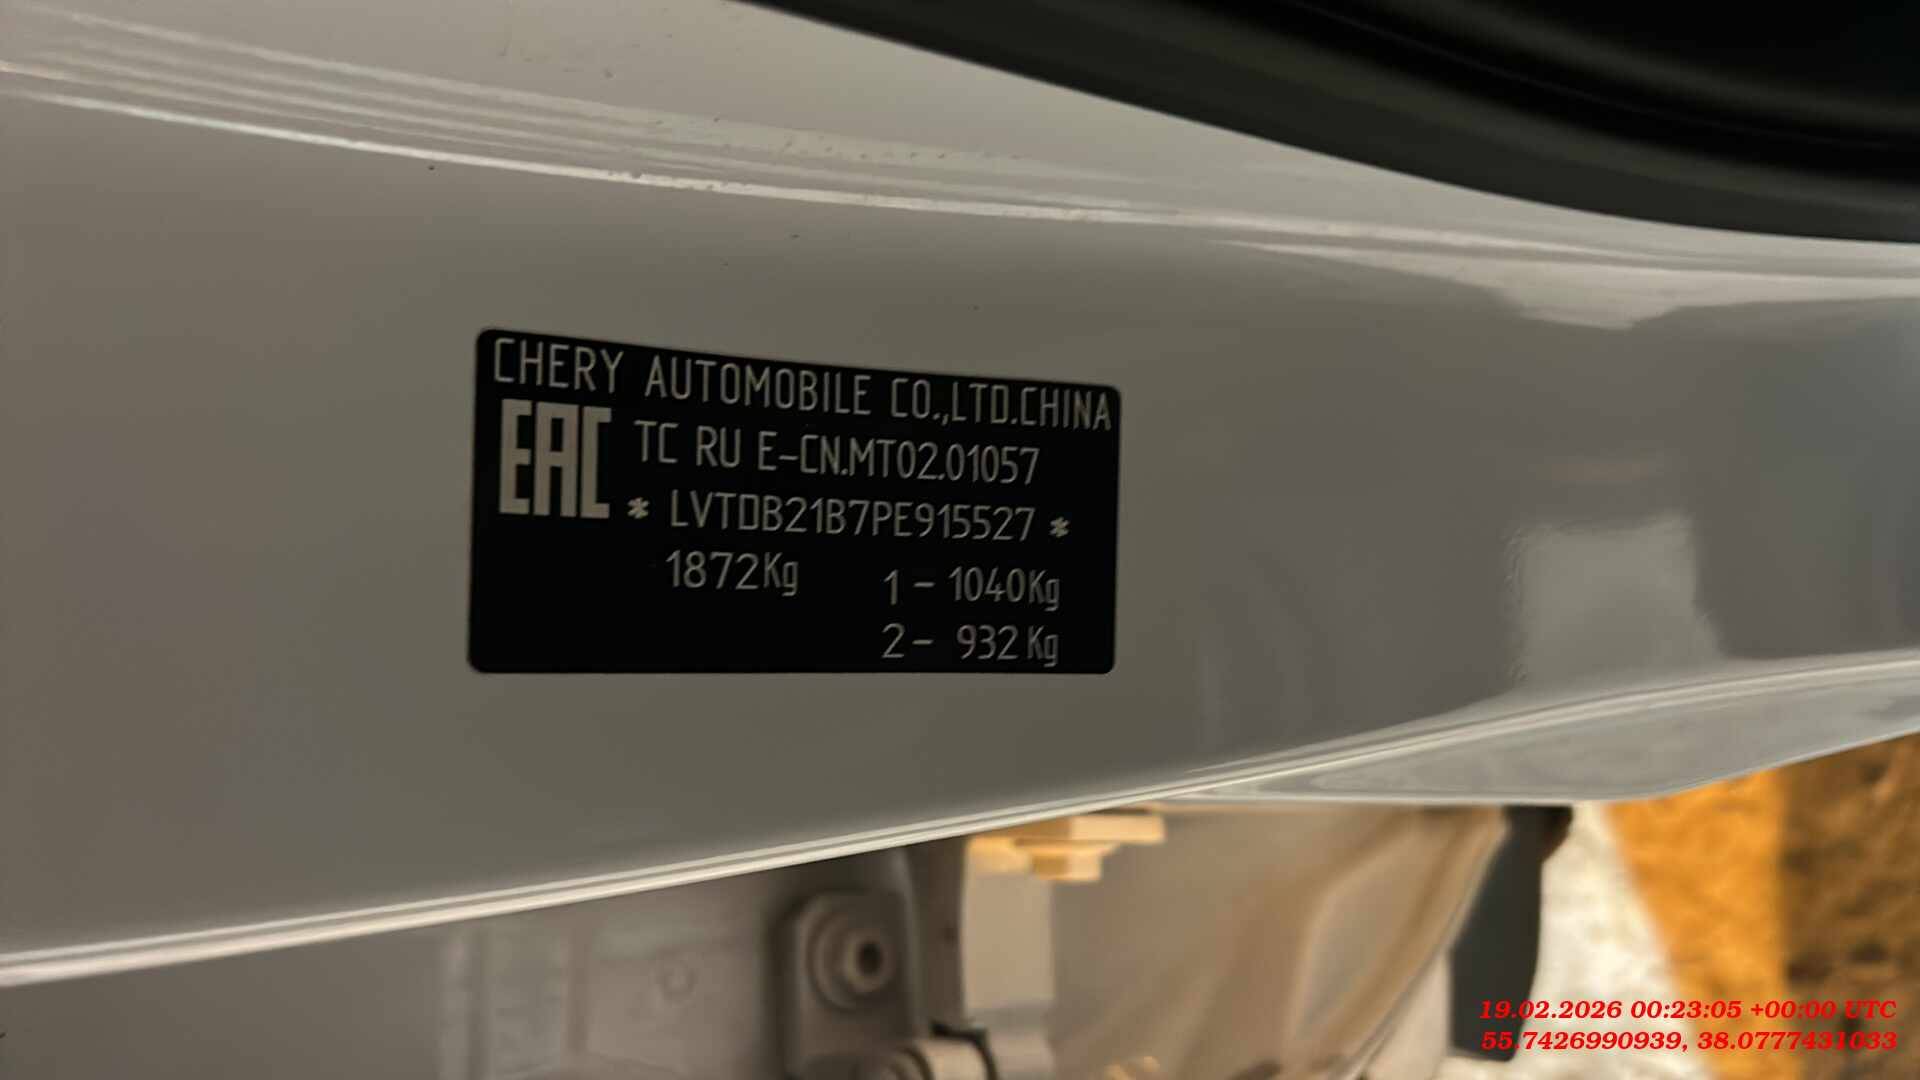 CHERY AUTOMOBILE CO.,LTD.CHINA
EAC TC RU E-CN.MT02.01057
* LVTDB21B7PE915527 *
1872Kg 1 - 1040Kg
2 - 932Kg
19.02.2026 00:23:05 +00:00 UTC
55.7426990939, 38.0777431033